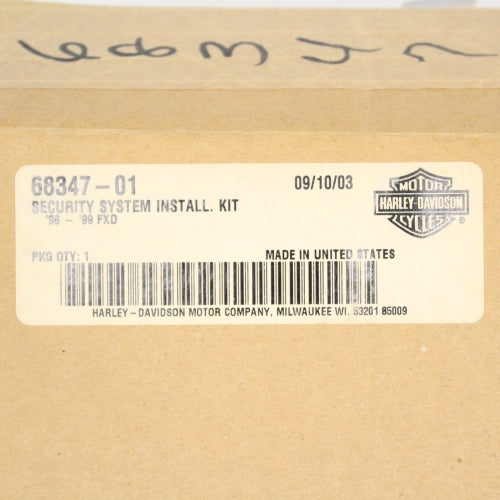 68347
68347-01 09/10/03
MOTOR
HARLEY-DAVIDSON
CYCLES ®
SECURITY SYSTEM INSTALL. KIT
'96 - '99 FXD
PKG QTY: 1 MADE IN UNITED STATES
HARLEY-DAVIDSON MOTOR COMPANY, MILWAUKEE WI. 53201 85009